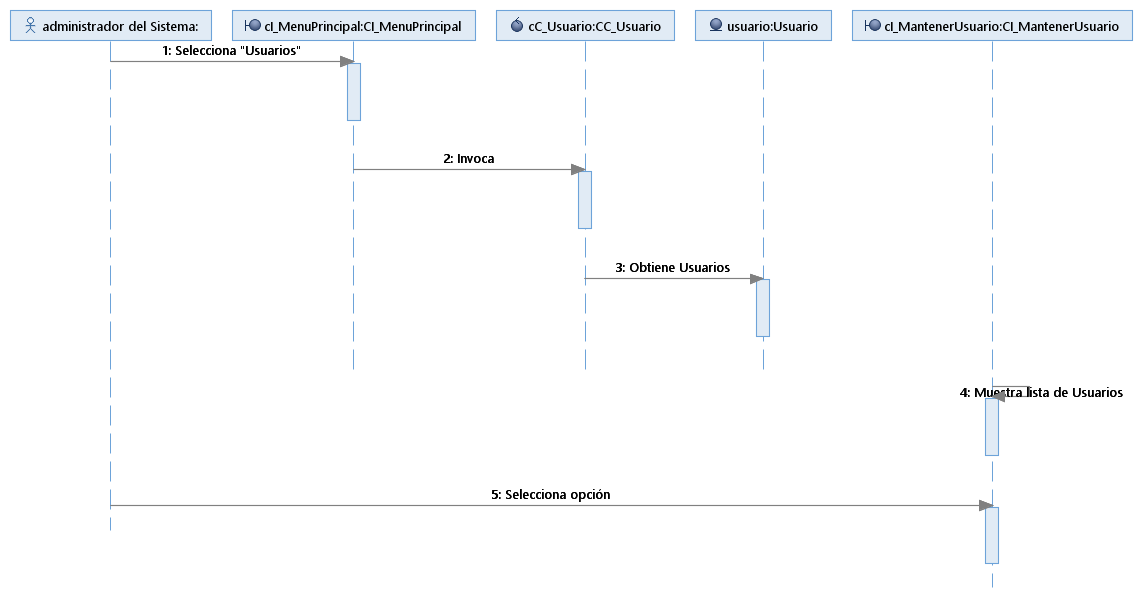 administrador del Sistema:
cI_MenuPrincipal:CI_MenuPrincipal
cC_Usuario:CC_Usuario
usuario:Usuario
cI_MantenerUsuario:CI_MantenerUsuario
1: Selecciona "Usuarios"
2: Invoca
3: Obtiene Usuarios
4: Muestra lista de Usuarios
5: Selecciona opción